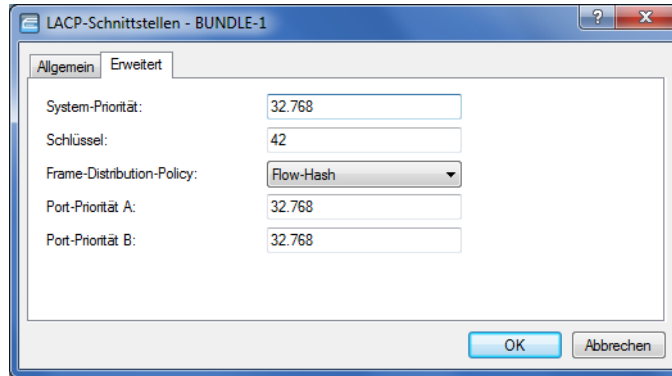 LACP-Schnittstellen - BUNDLE-1
Allgemein Erweitert
System-Priorität: 32.768
Schlüssel: 42
Frame-Distribution-Policy: Flow-Hash
Port-Priorität A: 32.768
Port-Priorität B: 32.768
OK Abbrechen